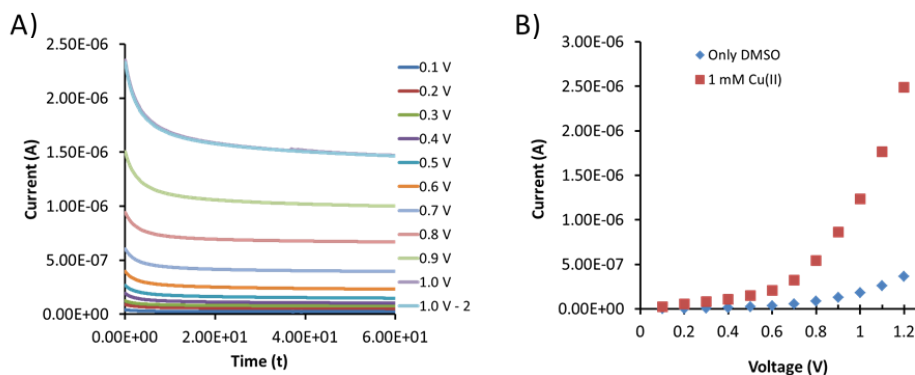 A)
2.50E-06
2.00E-06
1.50E-06
1.00E-06
5.00E-07
0.00E+00
Current (A)
0.00E+00 2.00E+01 4.00E+01 6.00E+01
Time (t)
0.1 V
0.2 V
0.3 V
0.4 V
0.5 V
0.6 V
0.7 V
0.8 V
0.9 V
1.0 V
1.0 V - 2
B)
3.00E-06
2.50E-06
2.00E-06
1.50E-06
1.00E-06
5.00E-07
0.00E+00
Current (A)
Only DMSO
1 mM Cu(II)
0 0.2 0.4 0.6 0.8 1 1.2
Voltage (V)